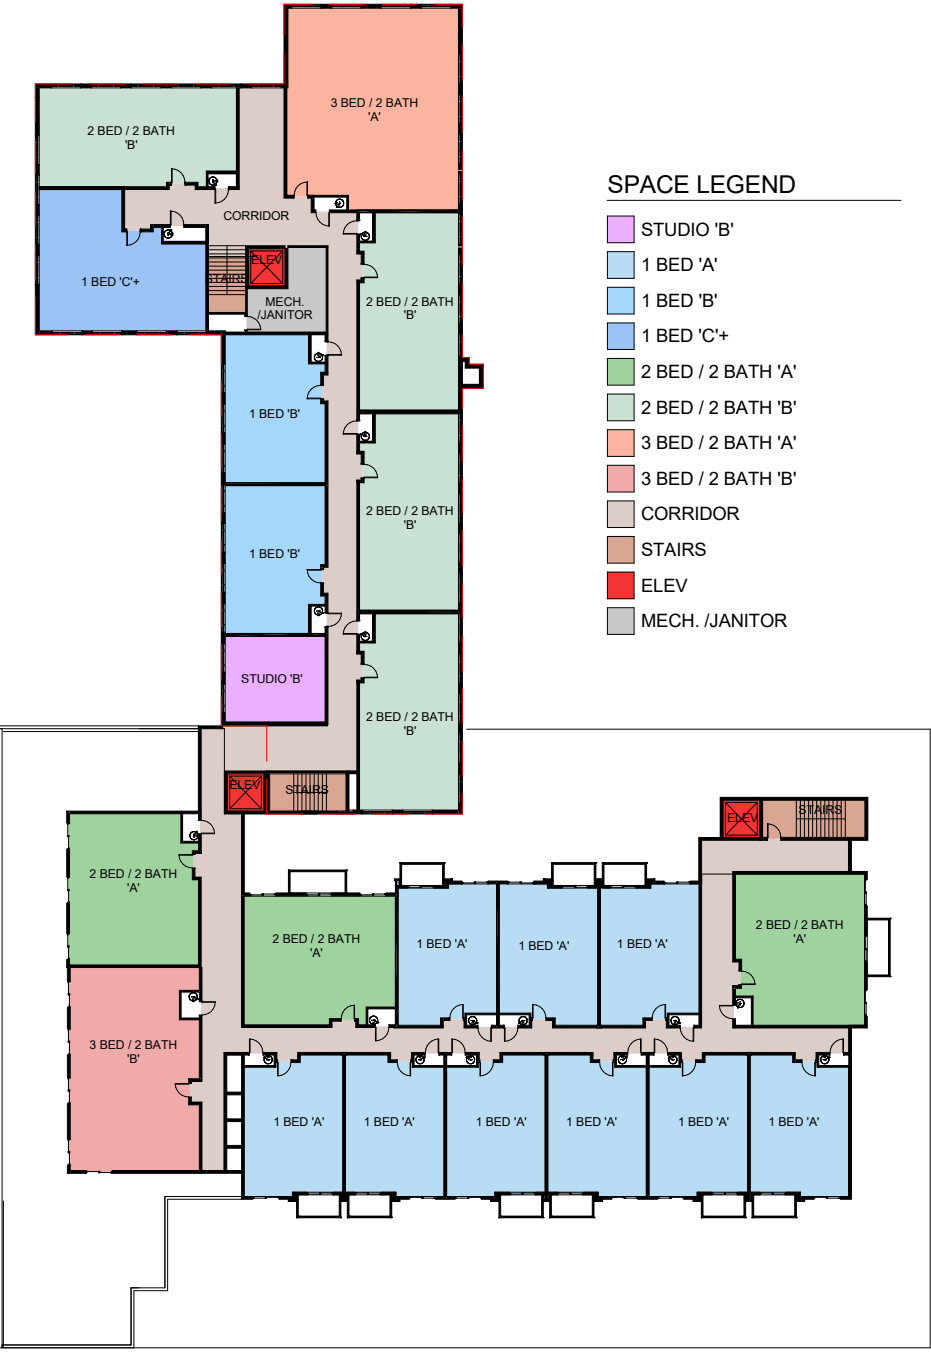 3 BED / 2 BATH
'A'
2 BED / 2 BATH
'B'
CORRIDOR
ELEV
STAIRS
1 BED 'C'+
MECH.
/JANITOR
2 BED / 2 BATH
'B'
1 BED 'B'
2 BED / 2 BATH
'B'
1 BED 'B'
STUDIO 'B'
2 BED / 2 BATH
'B'
ELEV
STAIRS
SPACE LEGEND
STUDIO 'B'
1 BED 'A'
1 BED 'B'
1 BED 'C'+
2 BED / 2 BATH 'A'
2 BED / 2 BATH 'B'
3 BED / 2 BATH 'A'
3 BED / 2 BATH 'B'
CORRIDOR
STAIRS
ELEV
MECH. /JANITOR
ELEV
STAIRS
2 BED / 2 BATH
'A'
2 BED / 2 BATH
'A'
1 BED 'A'
1 BED 'A'
1 BED 'A'
2 BED / 2 BATH
'A'
3 BED / 2 BATH
'B'
1 BED 'A'
1 BED 'A'
1 BED 'A'
1 BED 'A'
1 BED 'A'
1 BED 'A'